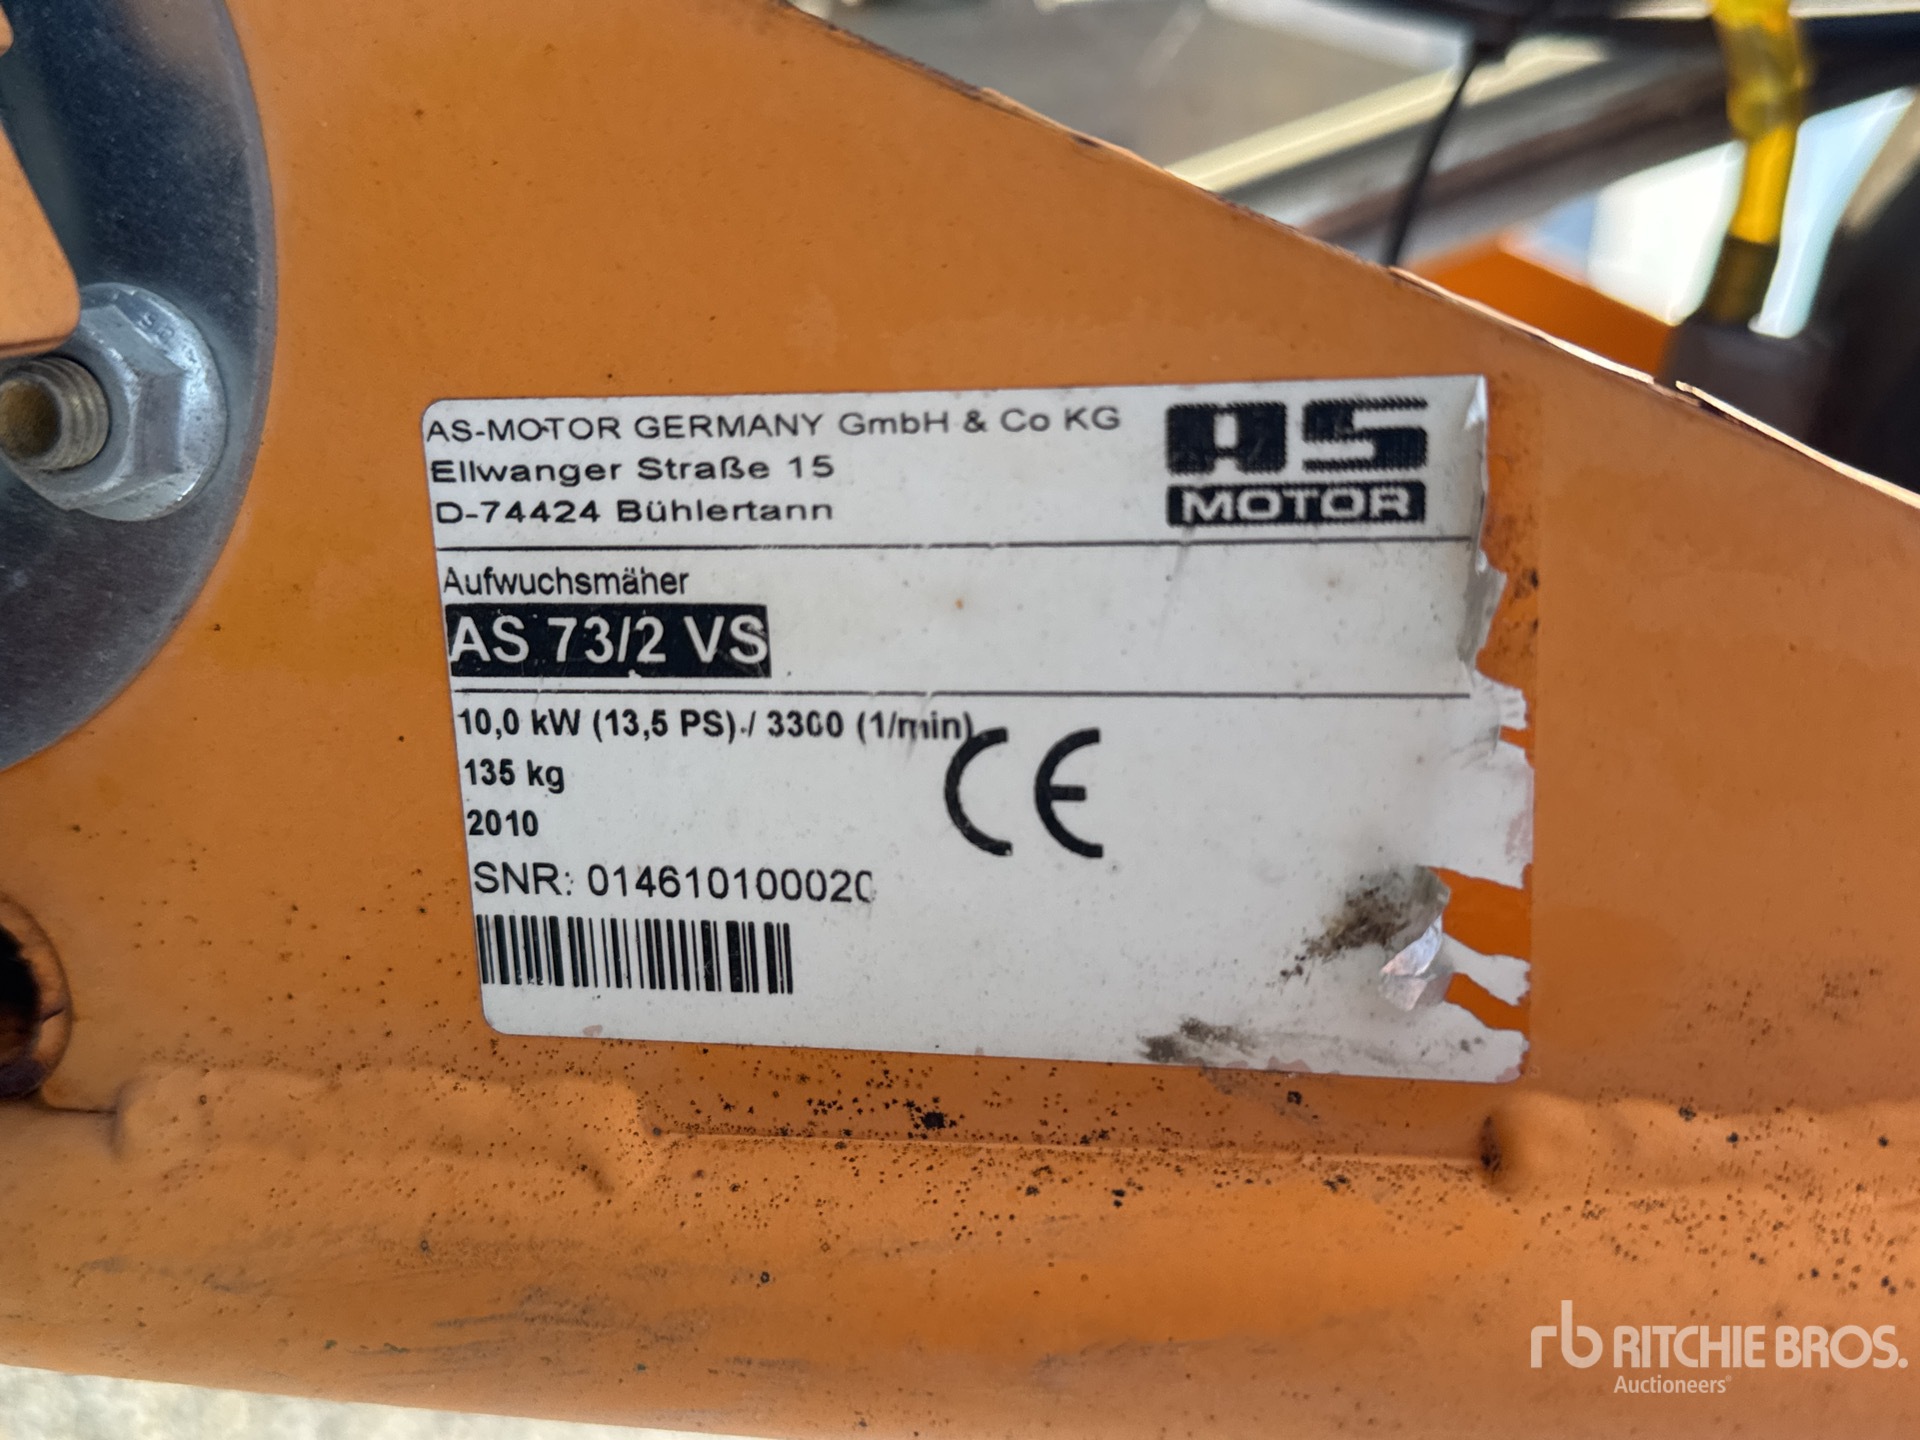 AS-MOTOR GERMANY GmbH & Co KG
Ellwanger Straße 15
D-74424 Bühlertann
AS
MOTOR
Aufwuchsmäher
AS 73/2 VS
10,0 kW (13,5 PS) / 3300 (1/min)
135 kg
2010
CE
SNR: 014610100020
rb RITCHIE BROS.
Auctioneers